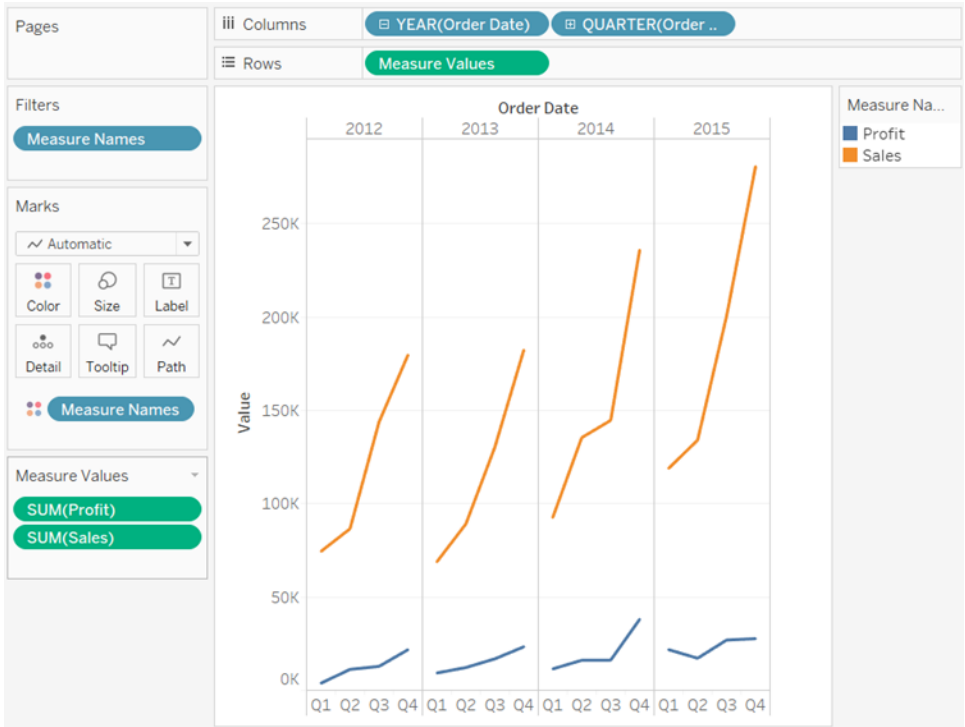 Pages
Columns
YEAR(Order Date)
QUARTER(Order ..
Rows
Measure Values
Filters
Measure Names
Marks
Automatic
Color
Size
Label
Detail
Tooltip
Path
Measure Names
Measure Values
SUM(Profit)
SUM(Sales)
Order Date
2012 2013 2014 2015
Value
250K
200K
150K
100K
50K
0K
Q1 Q2 Q3 Q4 Q1 Q2 Q3 Q4 Q1 Q2 Q3 Q4 Q1 Q2 Q3 Q4
Measure Na...
Profit
Sales